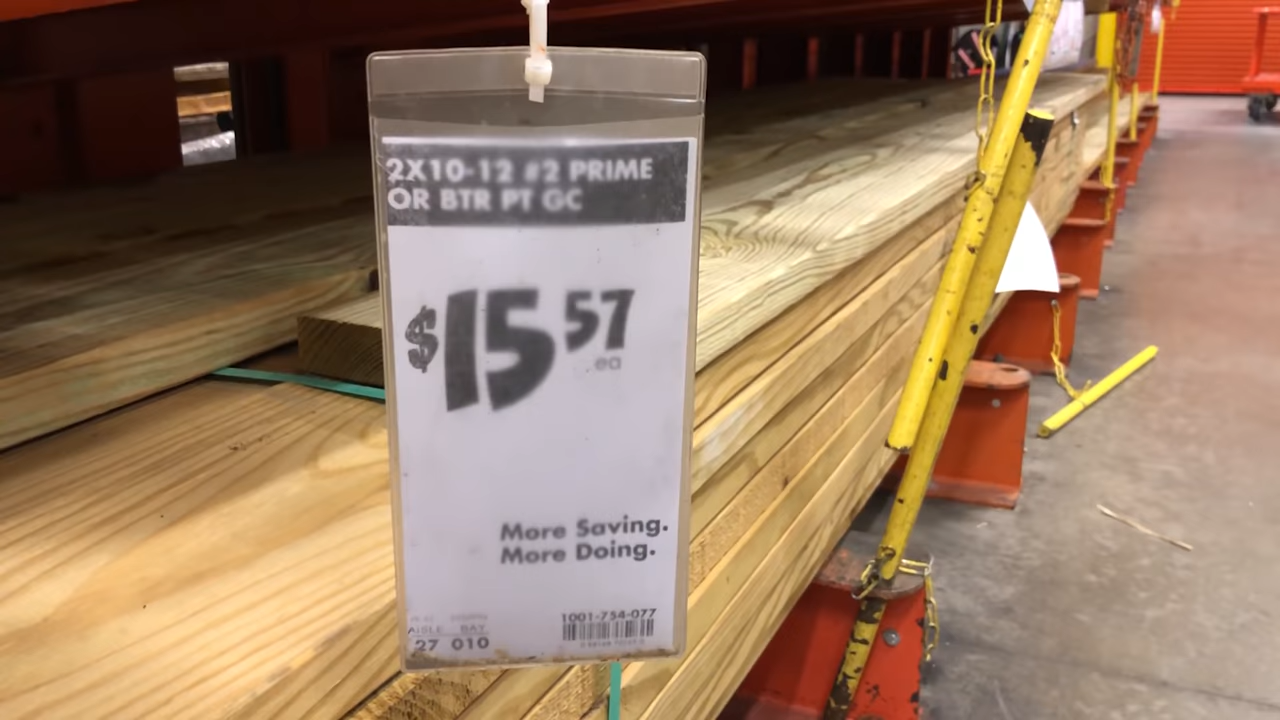 2X10-12 #2 PRIME
OR BTR PT GC
$15 57
ea
More Saving.
More Doing.
1001-754-077
AISLE BAY
27 010